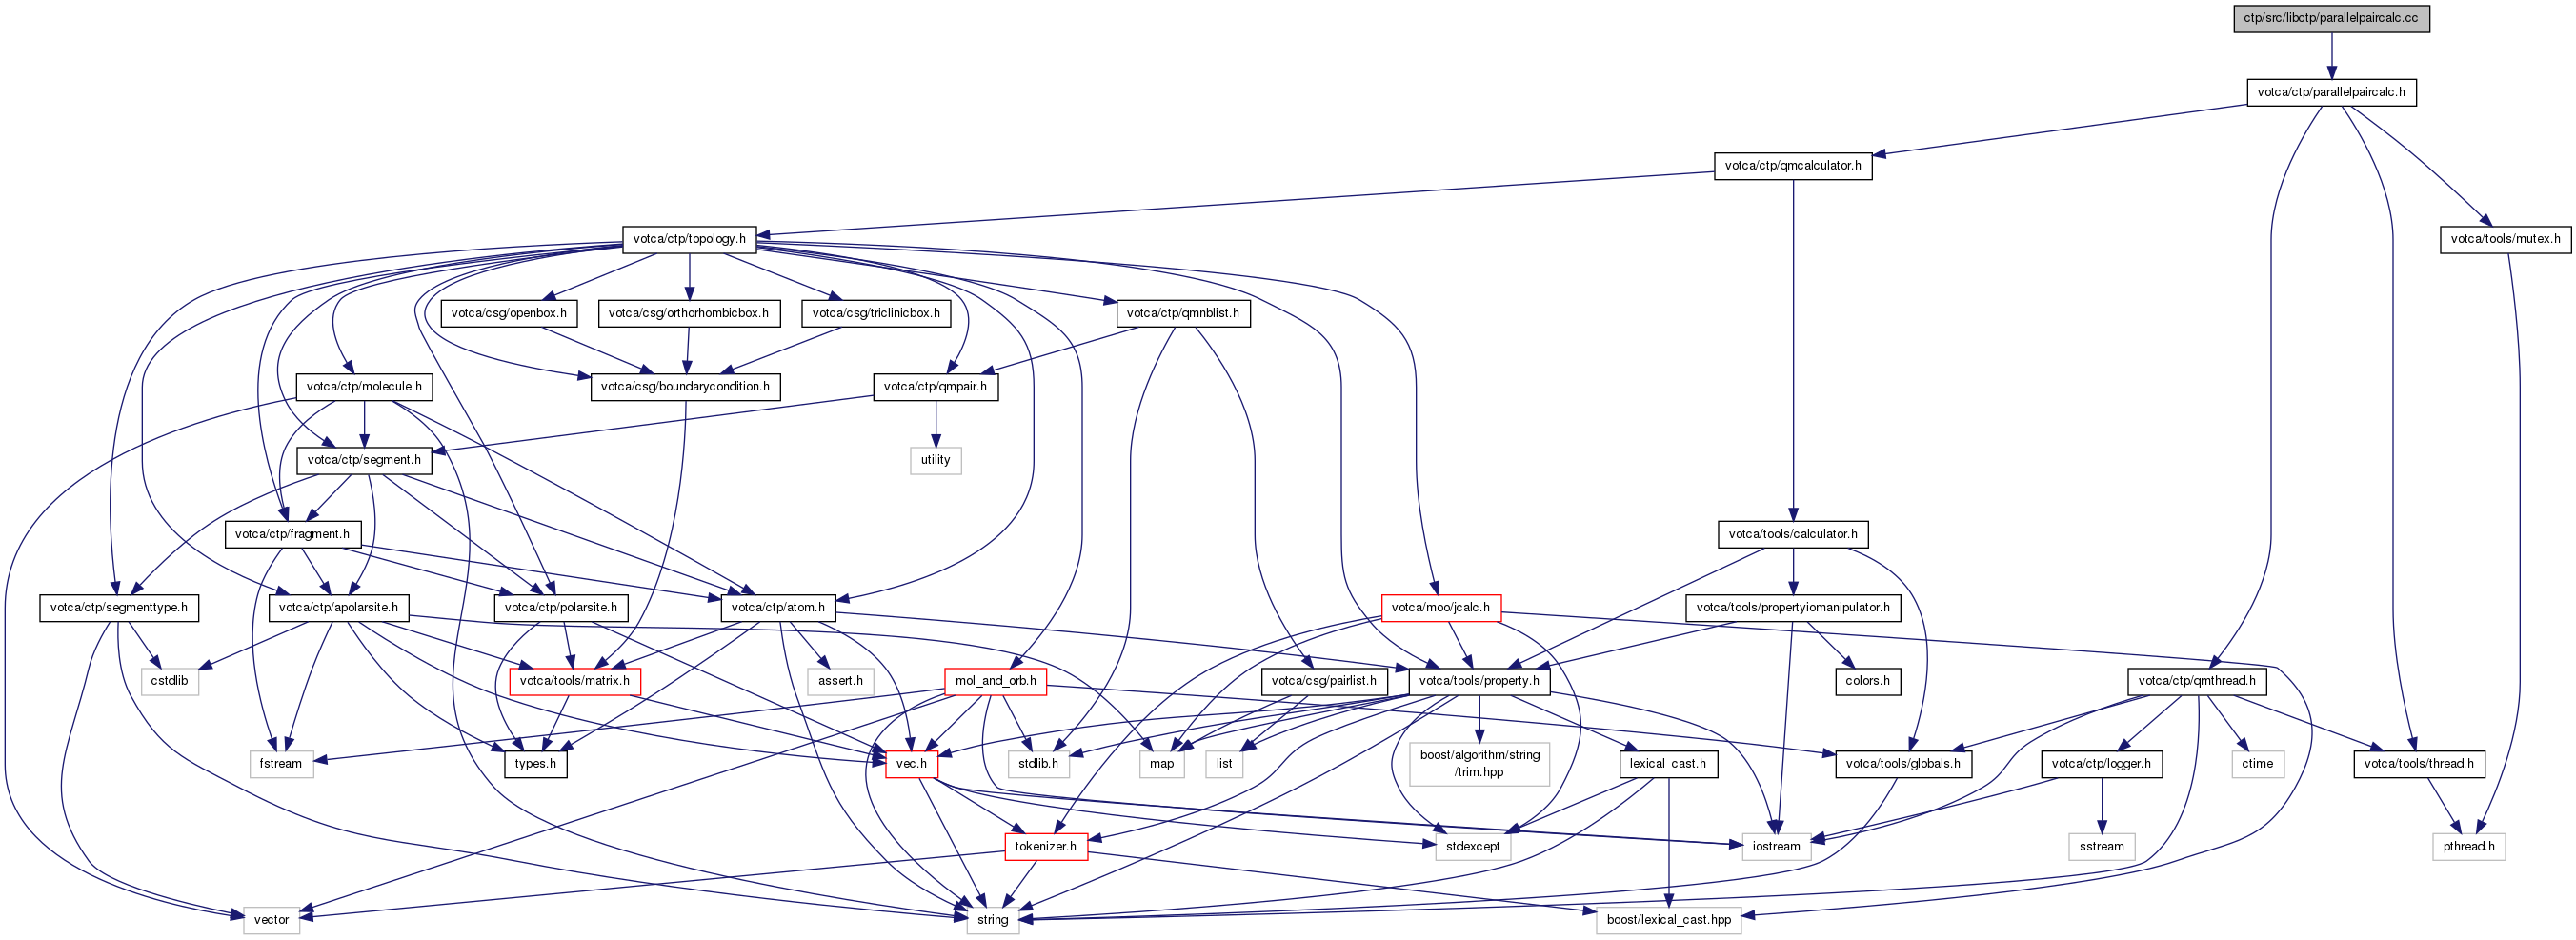 ctp/src/libctp/parallelpaircalc.cc
votca/ctp/parallelpaircalc.h
votca/ctp/qmcalculator.h
votca/ctp/topology.h
votca/tools/mutex.h
votca/csg/openbox.h
votca/csg/orthorhombicbox.h
votca/csg/triclinicbox.h
votca/ctp/qmnblist.h
votca/ctp/molecule.h
votca/csg/boundarycondition.h
votca/ctp/qmpair.h
votca/ctp/segment.h
utility
votca/ctp/fragment.h
votca/tools/calculator.h
votca/ctp/segmenttype.h
votca/ctp/apolarsite.h
votca/ctp/polarsite.h
votca/ctp/atom.h
votca/moo/jcalc.h
votca/tools/propertyiomanipulator.h
cstdlib
votca/tools/matrix.h
assert.h
mol_and_orb.h
votca/csg/pairlist.h
votca/tools/property.h
colors.h
votca/ctp/qmthread.h
fstream
types.h
vec.h
stdlib.h
map
list
boost/algorithm/string
/trim.hpp
lexical_cast.h
votca/tools/globals.h
votca/ctp/logger.h
ctime
votca/tools/thread.h
tokenizer.h
stdexcept
iostream
sstream
pthread.h
vector
string
boost/lexical_cast.hpp